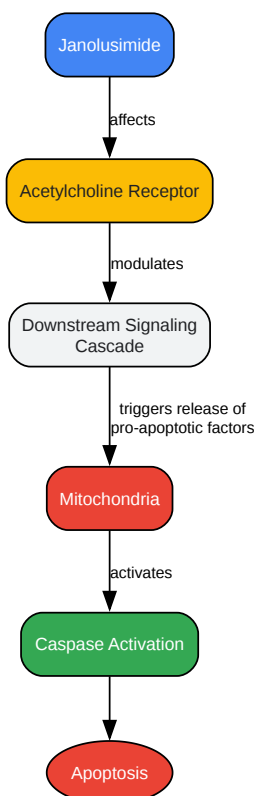 Janolusimide
affects
Acetylcholine Receptor
modulates
Downstream Signaling
Cascade
triggers release of
pro-apoptotic factors
Mitochondria
activates
Caspase Activation
Apoptosis